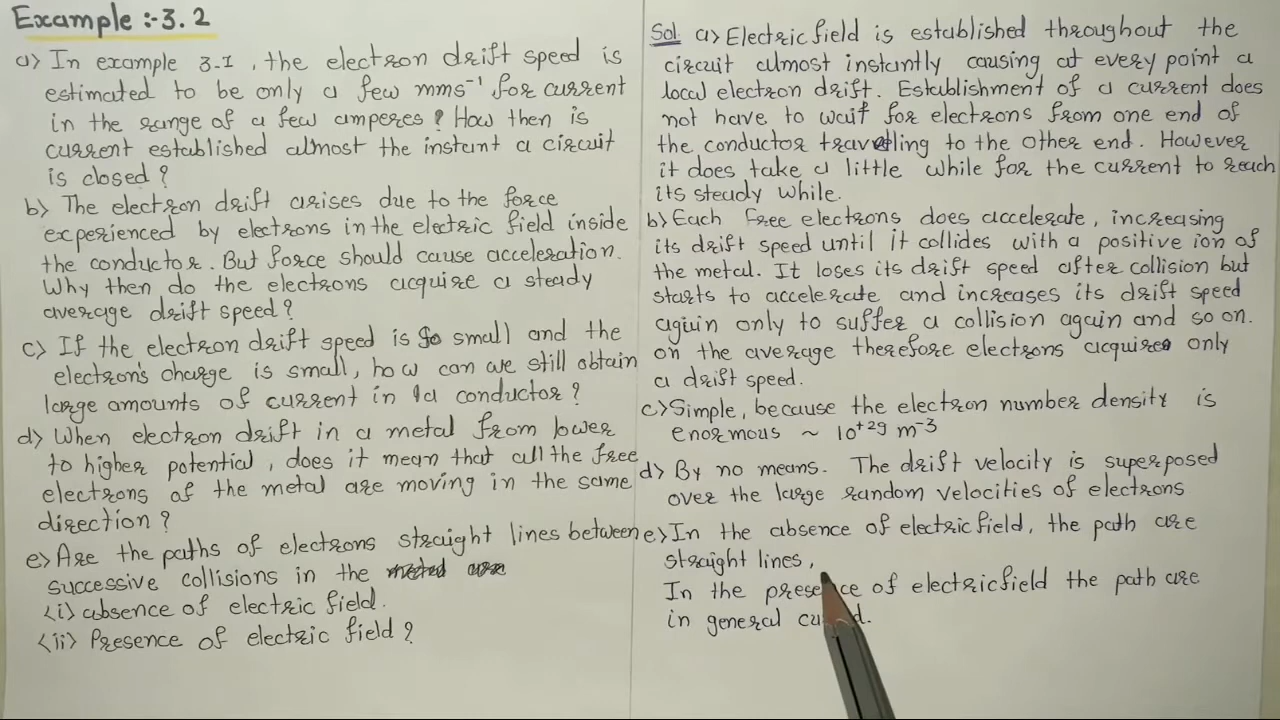 Example :- 3.2
a) In example 3.1, the electron drift speed is
estimated to be only a few mms⁻¹ for current
in the range of a few amperes? How then is
current established almost the instant a circuit
is closed?
b) The electron drift arises due to the force
experienced by electrons in the electric field inside
the conductor. But force should cause acceleration.
Why then do the electrons acquire a steady
average drift speed?
c) If the electron drift speed is so small and the
electron's charge is small, how can we still obtain
large amounts of current in a conductor?
d) When electron drift in a metal from lower
to higher potential, does it mean that all the free
electrons of the metal are moving in the same
direction?
e) Are the paths of electrons straight lines between
successive collisions in the
(i) absence of electric field.
(ii) Presence of electric field?
Sol. a) Electric field is established throughout the
circuit almost instantly causing at every point a
local electron drift. Establishment of a current does
not have to wait for electrons from one end of
the conductor travelling to the other end. However
it does take a little while for the current to reach
its steady while.
b) Each free electrons does accelerate, increasing
its drift speed until it collides with a positive ion of
the metal. It loses its drift speed after collision but
starts to accelerate and increases its drift speed
again only to suffer a collision again and so on.
on the average therefore electrons acquire only
a drift speed.
c) Simple, because the electron number density is
enormous ~ 10⁺²⁹ m⁻³
d) By no means. The drift velocity is superposed
over the large random velocities of electrons
e) In the absence of electric field, the path are
straight lines,
In the presence of electric field the path are
in general curved.